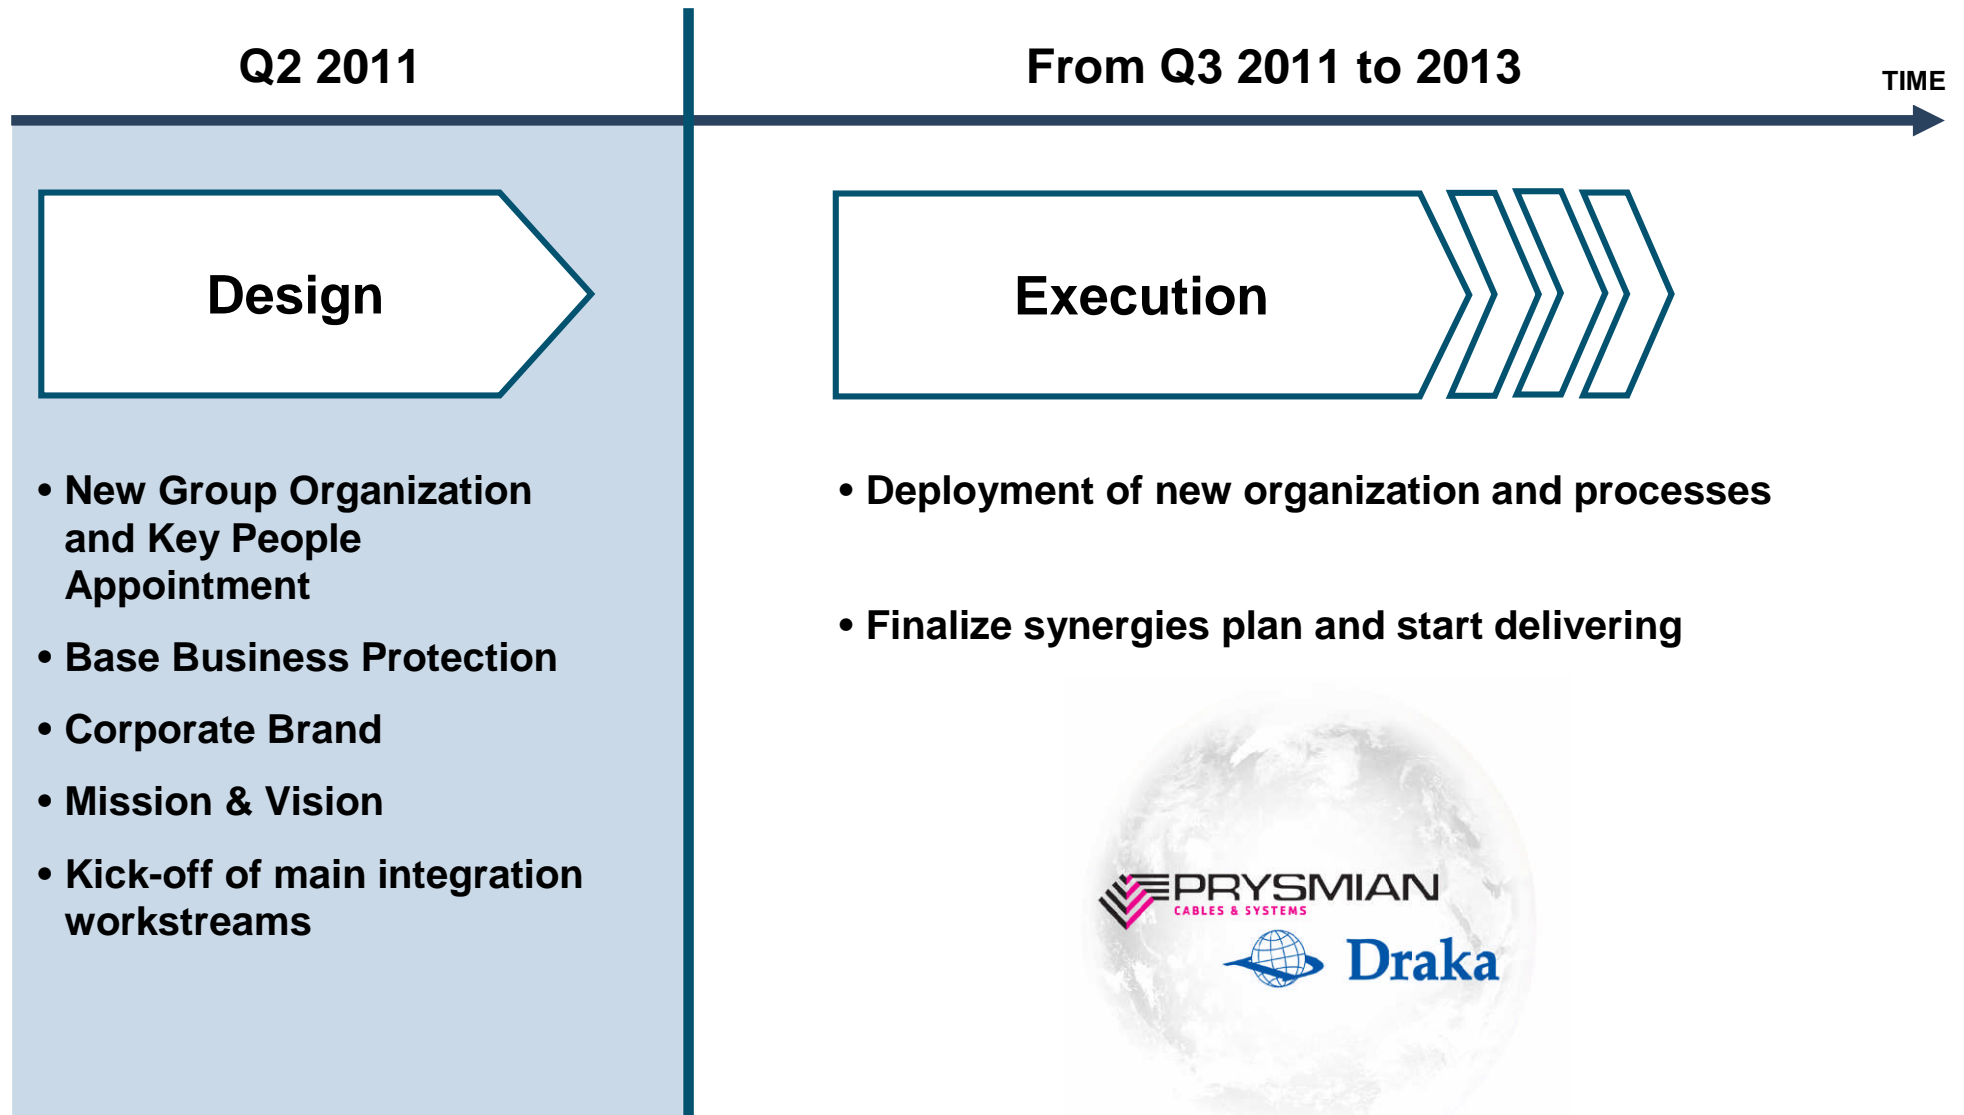 Q2 2011
From Q3 2011 to 2013
TIME
Design
• New Group Organization
and Key People
Appointment
• Base Business Protection
• Corporate Brand
• Mission & Vision
• Kick-off of main integration
workstreams
Execution
• Deployment of new organization and processes
• Finalize synergies plan and start delivering
PRYSMIAN
CABLES & SYSTEMS
Draka